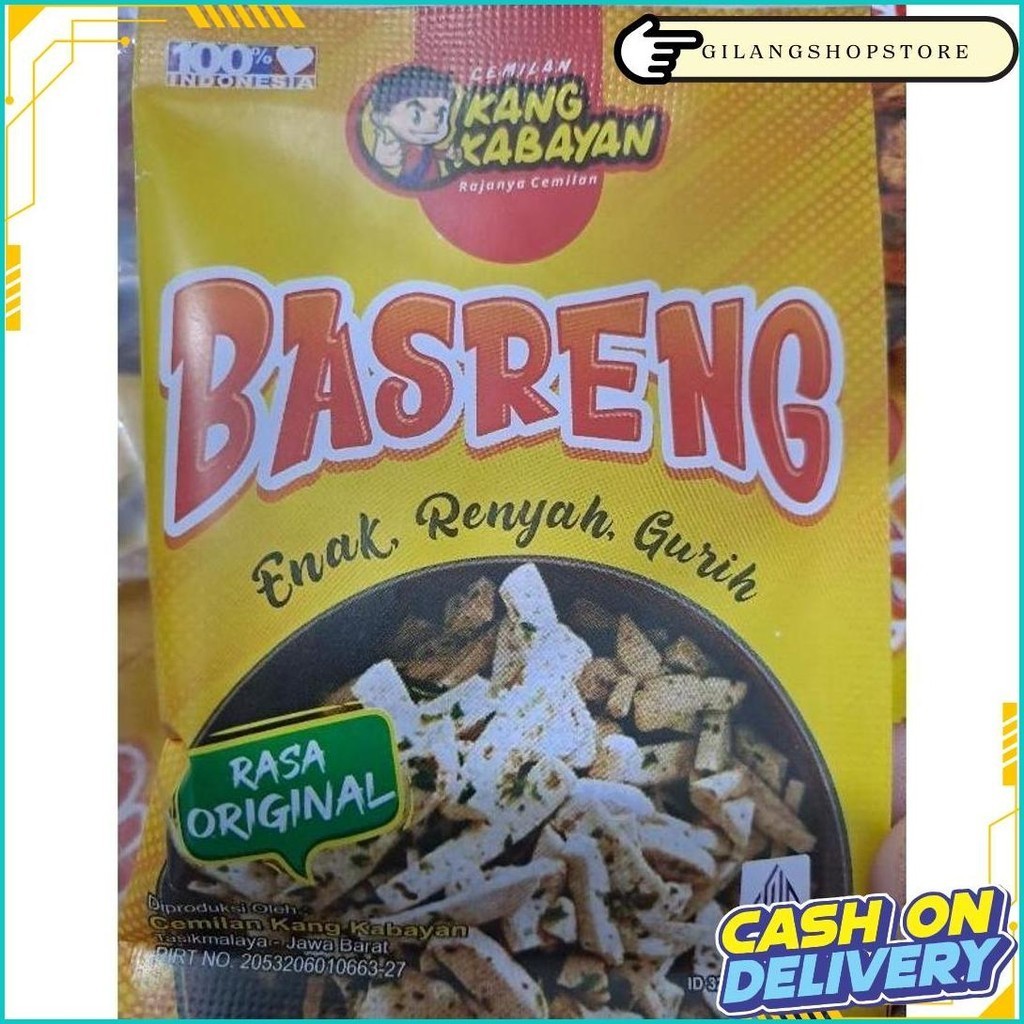 GILANGSHOPSTORE
100%
INDONESIA
CEMILAN
KANG
KABAYAN
Rajanya Cemilan
BASRENG
Enak, Renyah, Gurih
RASA
ORIGINAL
Diproduksi Oleh :
Cemilan Kang Kabayan
Tasikmalaya - Jawa Barat
PIRT NO. 2053206010663-27
ID
CASH ON
DELIVERY